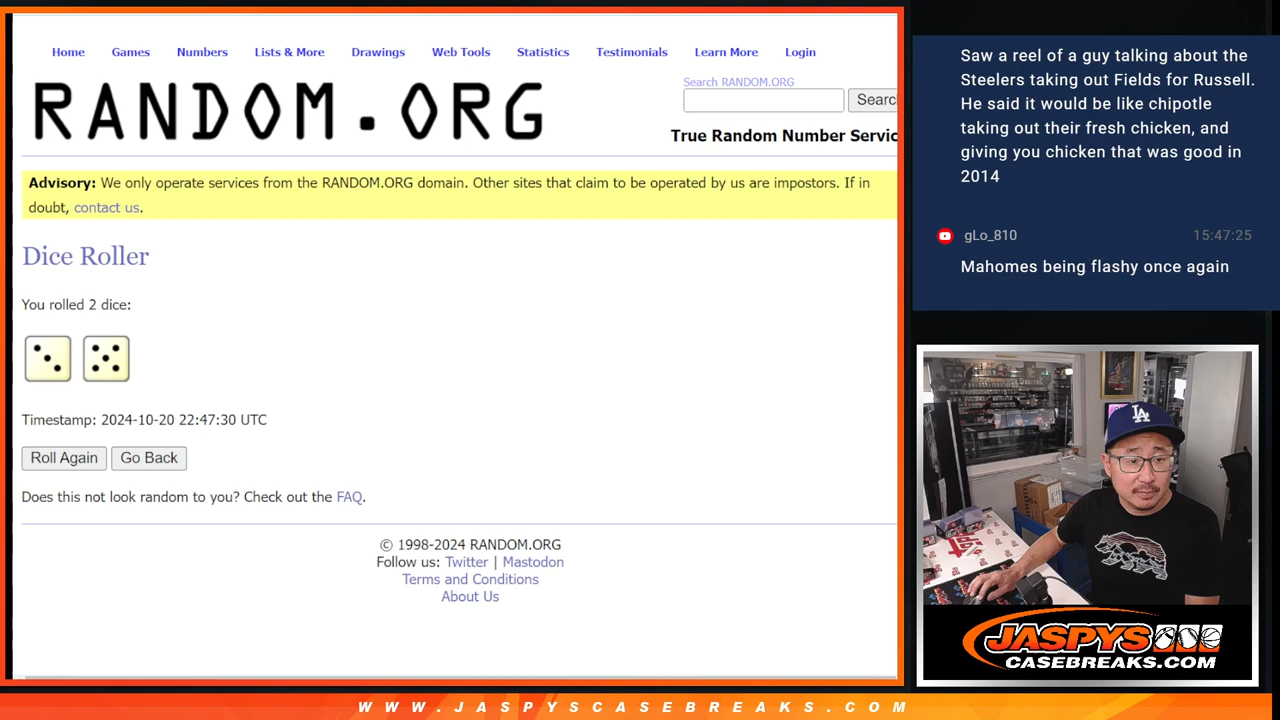 Home Games Numbers Lists & More Drawings Web Tools Statistics Testimonials Learn More Login
RANDOM.ORG
Search RANDOM.ORG
Searc
True Random Number Servic
Advisory: We only operate services from the RANDOM.ORG domain. Other sites that claim to be operated by us are impostors. If in
doubt, contact us.
Dice Roller
You rolled 2 dice:
Timestamp: 2024-10-20 22:47:30 UTC
Roll Again Go Back
Does this not look random to you? Check out the FAQ.
© 1998-2024 RANDOM.ORG
Follow us: Twitter | Mastodon
Terms and Conditions
About Us
Saw a reel of a guy talking about the
Steelers taking out Fields for Russell.
He said it would be like chipotle
taking out their fresh chicken, and
giving you chicken that was good in
2014
gLo_810 15:47:25
Mahomes being flashy once again
LA
JASPYS
CASEBREAKS.COM
WWW.JASPYSCASEBREAKS.COM